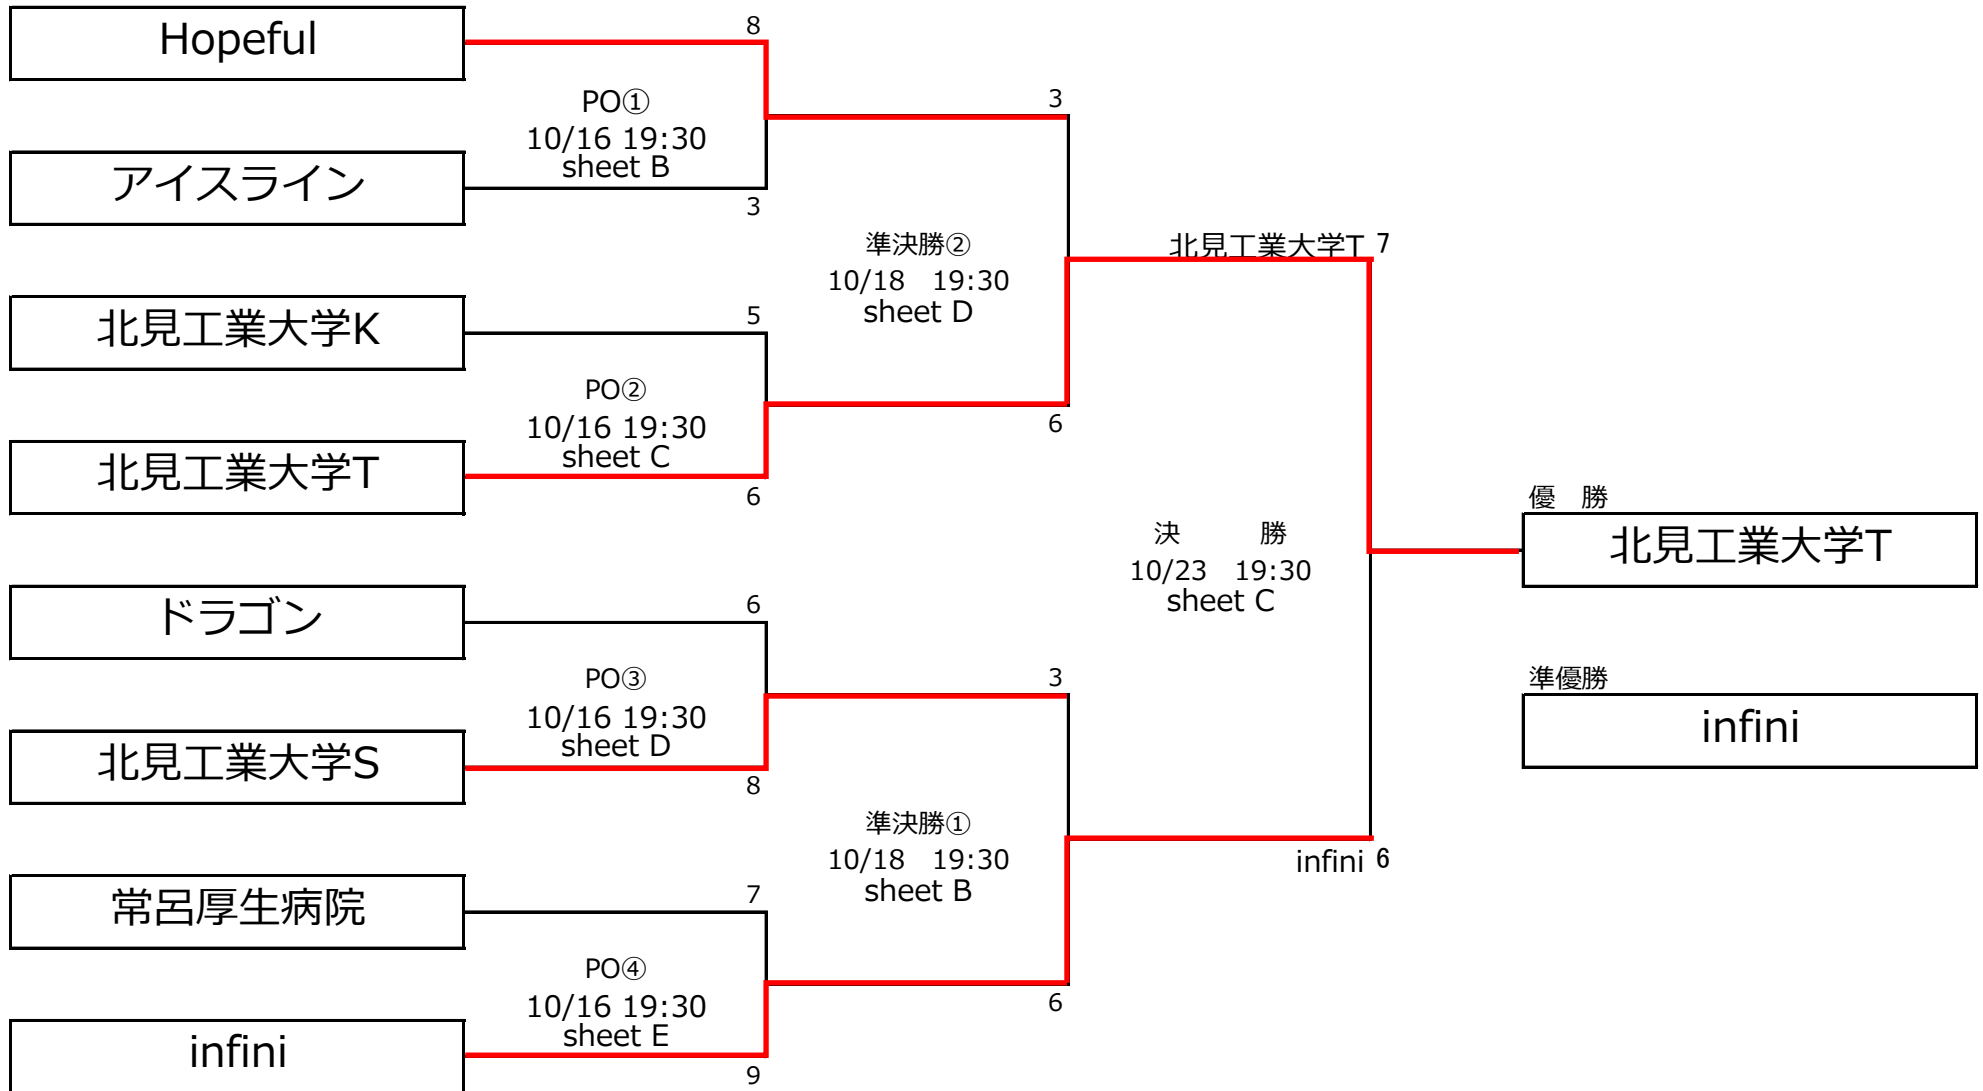 Hopeful
8
PO①
10/16 19:30
sheet B
アイスライン
3
3
準決勝②
10/18 19:30
sheet D
北見工業大学T 7
北見工業大学K
5
PO②
10/16 19:30
sheet C
北見工業大学T
6
6
決 勝
10/23 19:30
sheet C
優 勝
北見工業大学T
準優勝
infini
ドラゴン
6
PO③
10/16 19:30
sheet D
北見工業大学S
8
3
準決勝①
10/18 19:30
sheet B
infini 6
常呂厚生病院
7
PO④
10/16 19:30
sheet E
infini
9
6